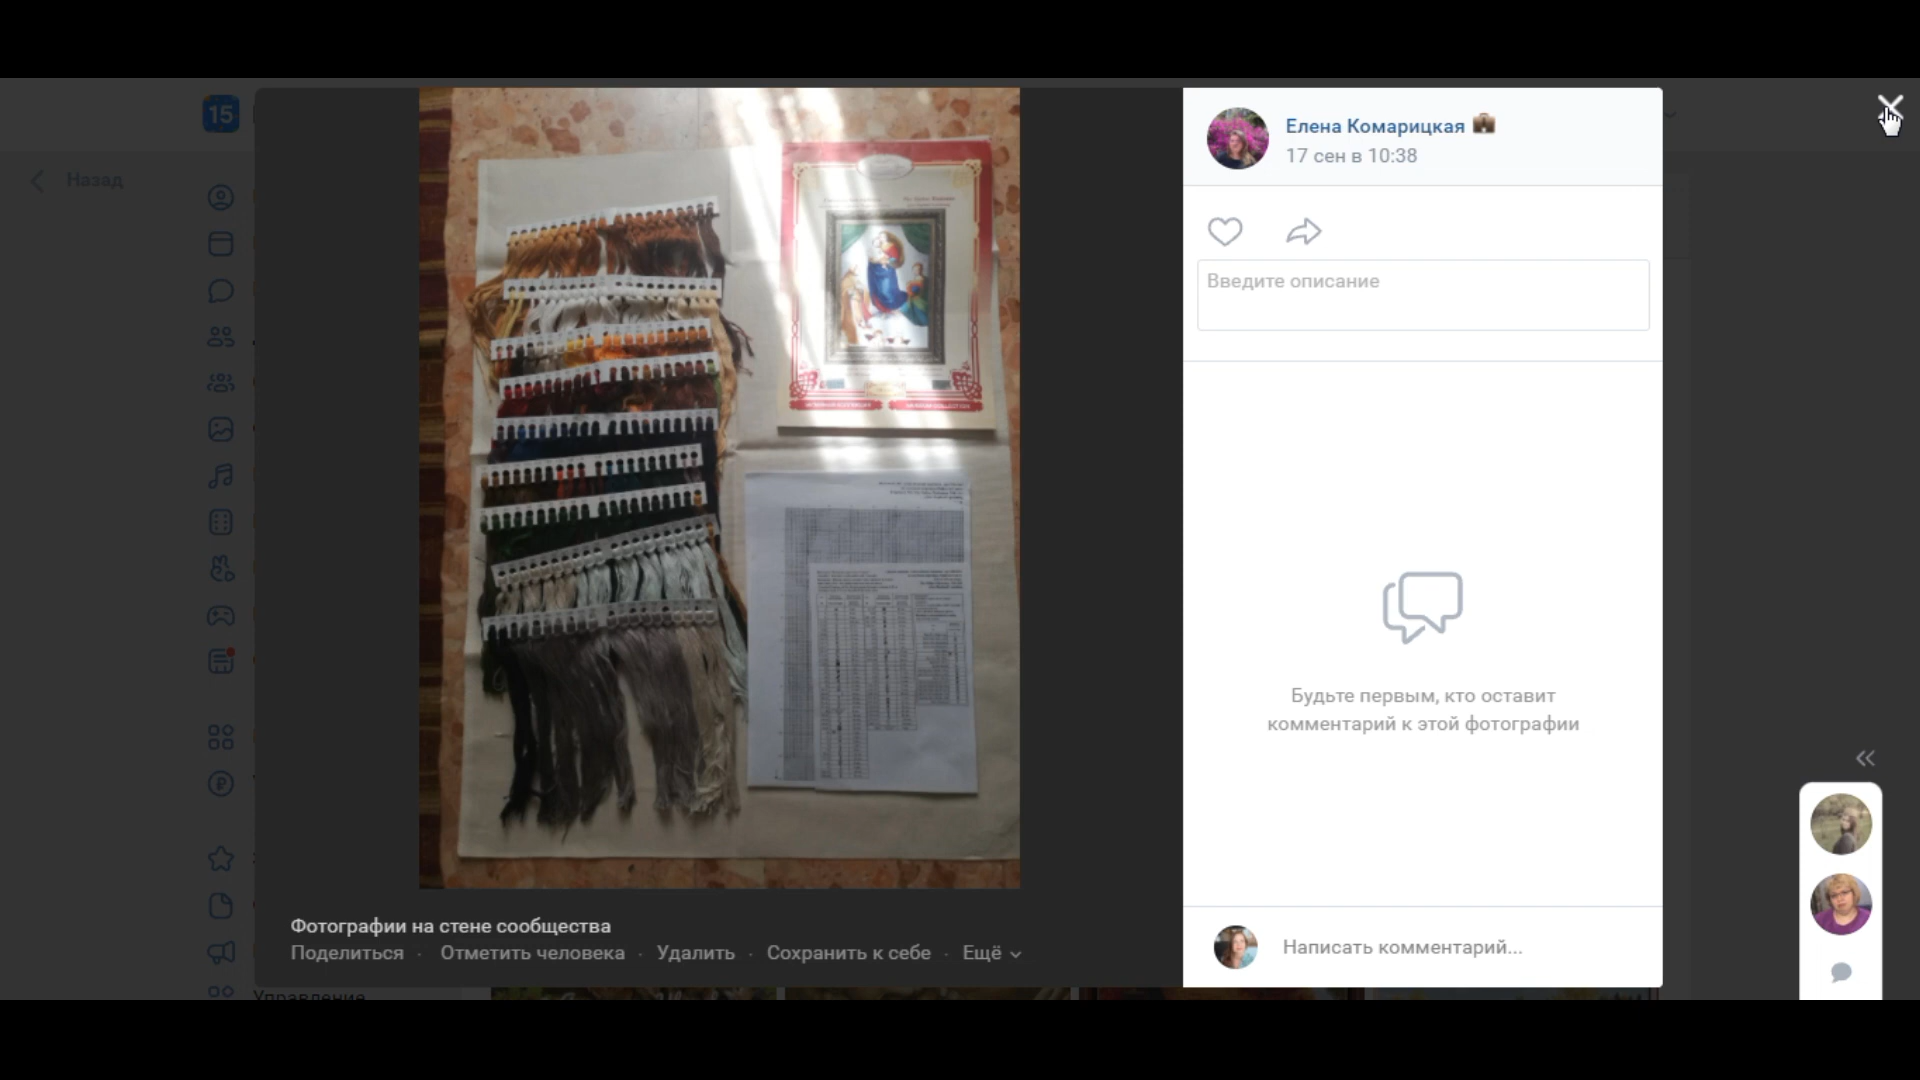 15
Назад
Елена Комарицкая
17 сен в 10:38
Введите описание
Будьте первым, кто оставит
комментарий к этой фотографии
Фотографии на стене сообщества
Поделиться · Отметить человека · Удалить · Сохранить к себе · Ещё
Написать комментарий...
Управление